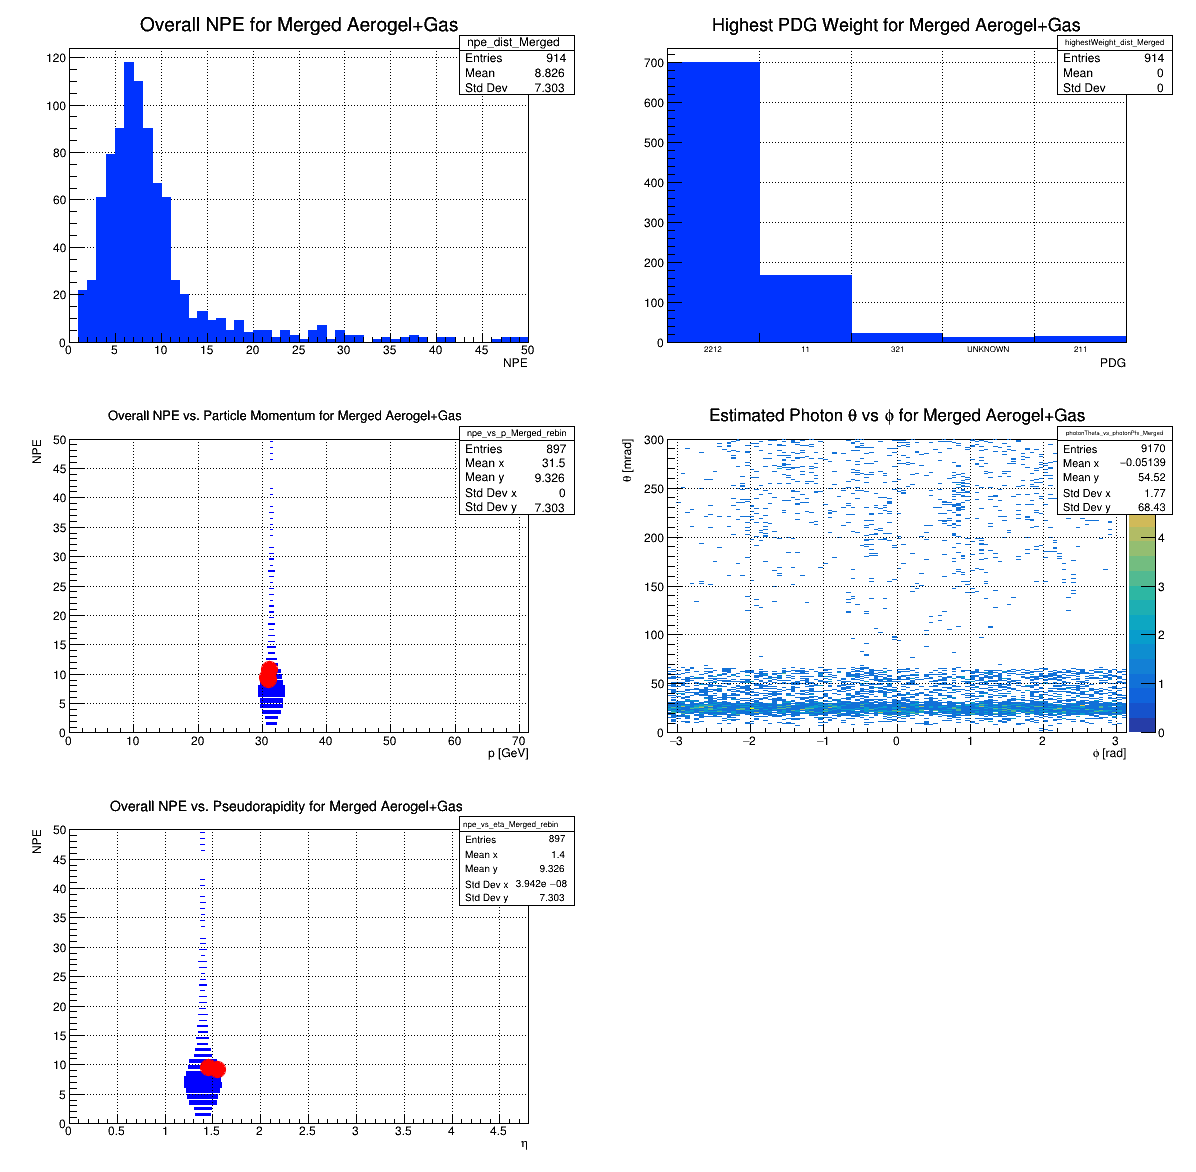 Overall NPE for Merged Aerogel+Gas
npe_dist_Merged
Entries 914
Mean 8.826
Std Dev 7.303
120
100
80
60
40
20
0
0 5 10 15 20 25 30 35 40 45 50
NPE
Highest PDG Weight for Merged Aerogel+Gas
highestWeight_dist_Merged
Entries 914
Mean 0
Std Dev 0
700
600
500
400
300
200
100
0
2212 11 321 UNKNOWN 211
PDG
Overall NPE vs. Particle Momentum for Merged Aerogel+Gas
npe_vs_p_Merged_rebin
Entries 897
Mean x 31.5
Mean y 9.326
Std Dev x 0
Std Dev y 7.303
NPE
50
45
40
35
30
25
20
15
10
5
0
0 10 20 30 40 50 60 70
p [GeV]
Estimated Photon θ vs ϕ for Merged Aerogel+Gas
photonTheta_vs_photonPhi_Merged
Entries 9170
Mean x −0.05139
Mean y 54.52
Std Dev x 1.77
Std Dev y 68.43
θ [mrad]
300
250
200
150
100
50
0
−3 −2 −1 0 1 2 3
ϕ [rad]
4
3
2
1
0
Overall NPE vs. Pseudorapidity for Merged Aerogel+Gas
npe_vs_eta_Merged_rebin
Entries 897
Mean x 1.4
Mean y 9.326
Std Dev x 3.942e −08
Std Dev y 7.303
NPE
50
45
40
35
30
25
20
15
10
5
0
0 0.5 1 1.5 2 2.5 3 3.5 4 4.5
η